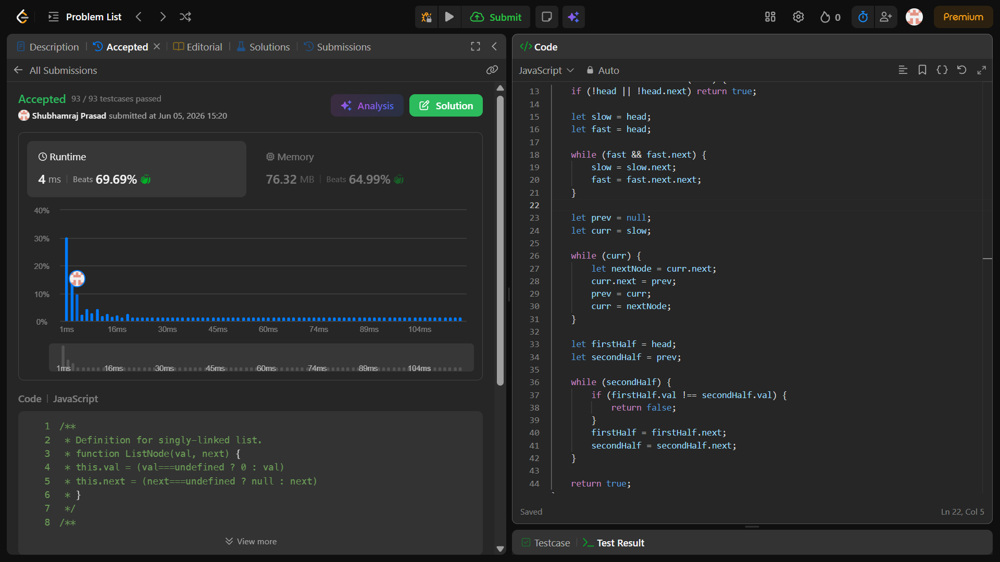 Problem List
Submit
0
Premium
Description
Accepted
Editorial
Solutions
Submissions
All Submissions
Accepted 93 / 93 testcases passed
Shubhamraj Prasad submitted at Jun 05, 2026 15:20
Analysis
Solution
Runtime
4 ms Beats 69.69%
Memory
76.32 MB Beats 64.99%
40%
30%
20%
10%
0%
1ms 16ms 30ms 45ms 60ms 74ms 89ms 104ms
1ms 16ms 30ms 45ms 60ms 74ms 89ms 104ms
Code | JavaScript
1 /**
2 * Definition for singly-linked list.
3 * function ListNode(val, next) {
4 * this.val = (val===undefined ? 0 : val)
5 * this.next = (next===undefined ? null : next)
6 * }
7 */
8 /**
View more
</> Code
JavaScript
Auto
13 if (!head || !head.next) return true;
14
15 let slow = head;
16 let fast = head;
17
18 while (fast && fast.next) {
19 slow = slow.next;
20 fast = fast.next.next;
21 }
22
23 let prev = null;
24 let curr = slow;
25
26 while (curr) {
27 let nextNode = curr.next;
28 curr.next = prev;
29 prev = curr;
30 curr = nextNode;
31 }
32
33 let firstHalf = head;
34 let secondHalf = prev;
35
36 while (secondHalf) {
37 if (firstHalf.val !== secondHalf.val) {
38 return false;
39 }
40 firstHalf = firstHalf.next;
41 secondHalf = secondHalf.next;
42 }
43
44 return true;
Saved
Ln 22, Col 5
Testcase
Test Result